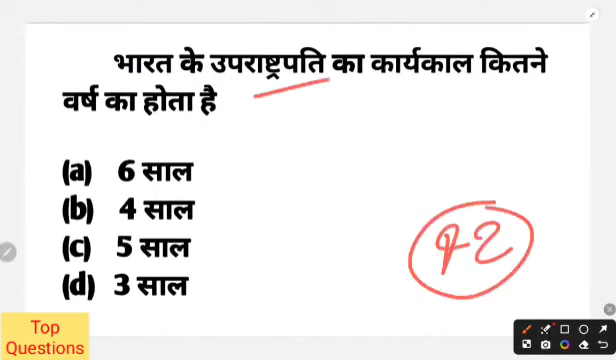 भारत के उपराष्ट्रपति का कार्यकाल कितने
वर्ष का होता है
(a) 6 साल
(b) 4 साल
(c) 5 साल
(d) 3 साल
Top
Questions